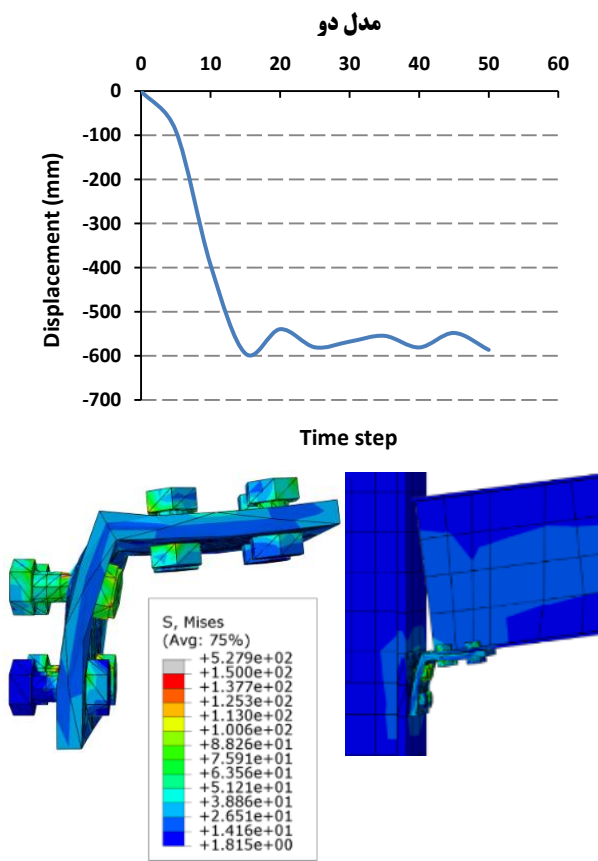 مدل دو
0 10 20 30 40 50 60
0
-100
-200
-300
-400
-500
-600
-700
Displacement (mm)
Time step
S, Mises
(Avg: 75%)
+5.279e+02
+1.500e+02
+1.377e+02
+1.253e+02
+1.130e+02
+1.006e+02
+8.826e+01
+7.591e+01
+6.356e+01
+5.121e+01
+3.886e+01
+2.651e+01
+1.416e+01
+1.815e+00